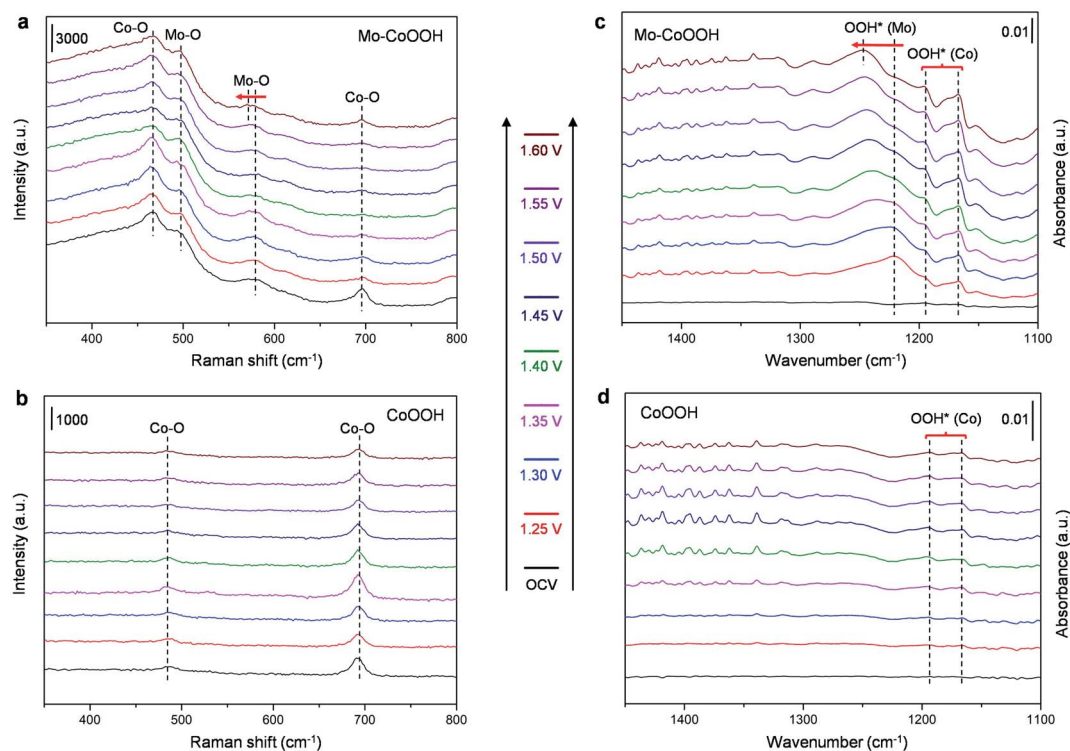 a
3000
Co-O
Mo-O
Mo-CoOOH
Mo-O
Co-O
Intensity (a.u.)
400 500 600 700 800
Raman shift (cm⁻¹)
b
1000
CoOOH
Co-O
Co-O
Intensity (a.u.)
400 500 600 700 800
Raman shift (cm⁻¹)
1.60 V
1.55 V
1.50 V
1.45 V
1.40 V
1.35 V
1.30 V
1.25 V
OCV
c
Mo-CoOOH
OOH* (Mo)
OOH* (Co)
0.01
Absorbance (a.u.)
1400 1300 1200 1100
Wavenumber (cm⁻¹)
d
CoOOH
OOH* (Co)
0.01
Absorbance (a.u.)
1400 1300 1200 1100
Wavenumber (cm⁻¹)